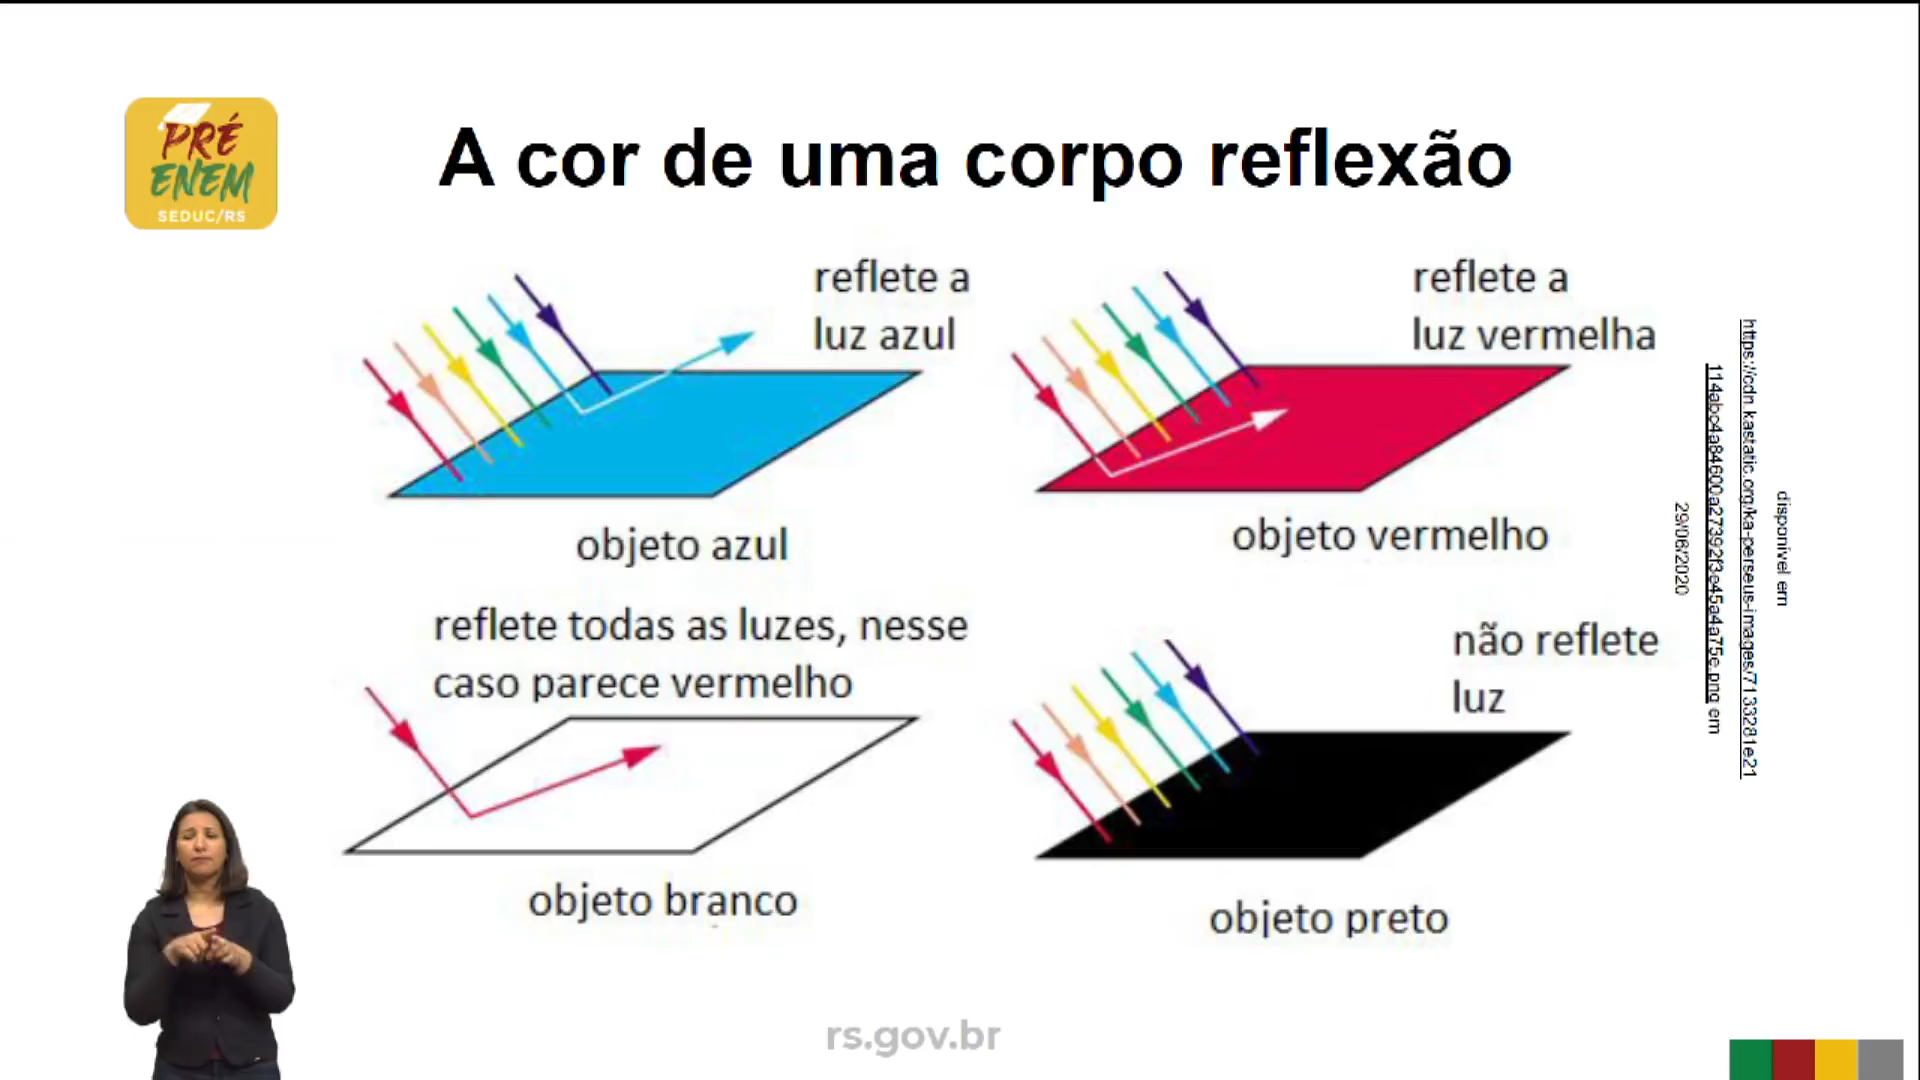 PRÉ
ENEM
SEDUC/RS
A cor de uma corpo reflexão
reflete a
luz azul
objeto azul
reflete a
luz vermelha
objeto vermelho
reflete todas as luzes, nesse
caso parece vermelho
objeto branco
não reflete
luz
objeto preto
disponível em
https://cdn.kastatic.org/ka-perseus-images/71333281e21
114abc4a84600a27392f3e45a4a75e.png em
29/06/2020
rs.gov.br